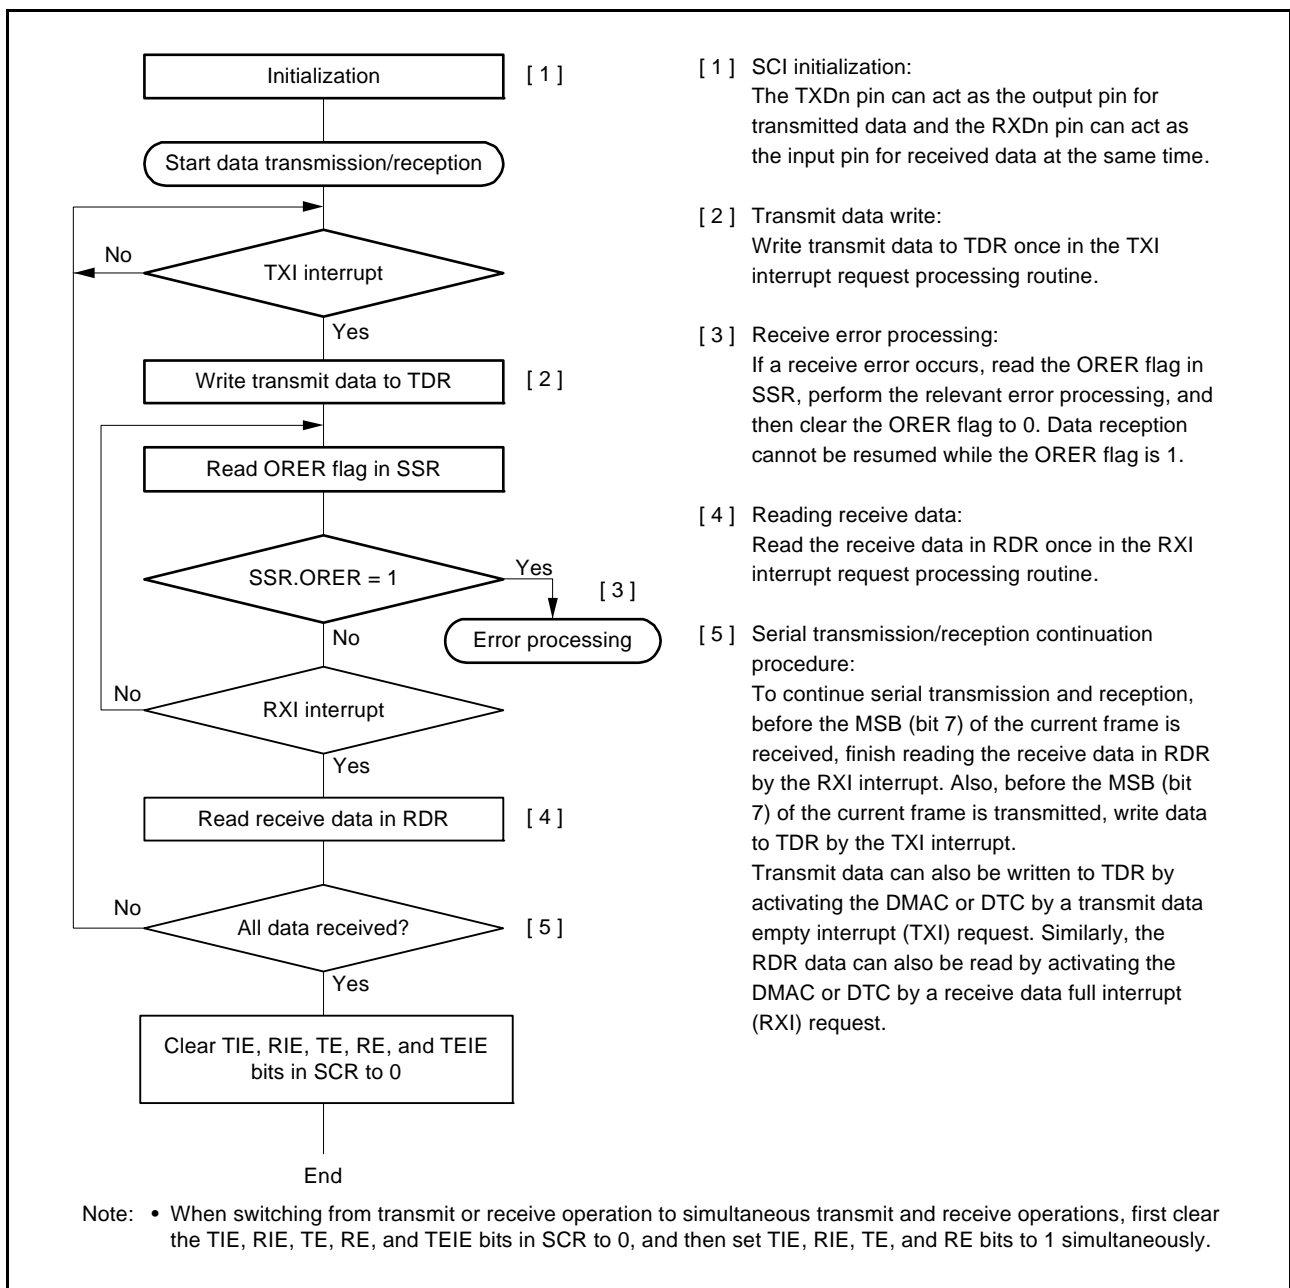 Initialization
[ 1 ]
Start data transmission/reception
No
TXI interrupt
Yes
Write transmit data to TDR
[ 2 ]
Read ORER flag in SSR
SSR.ORER = 1
Yes
[ 3 ]
Error processing
No
No
RXI interrupt
Yes
Read receive data in RDR
[ 4 ]
No
All data received?
[ 5 ]
Yes
Clear TIE, RIE, TE, RE, and TEIE
bits in SCR to 0
End
[ 1 ] SCI initialization:
The TXDn pin can act as the output pin for
transmitted data and the RXDn pin can act as
the input pin for received data at the same time.
[ 2 ] Transmit data write:
Write transmit data to TDR once in the TXI
interrupt request processing routine.
[ 3 ] Receive error processing:
If a receive error occurs, read the ORER flag in
SSR, perform the relevant error processing, and
then clear the ORER flag to 0. Data reception
cannot be resumed while the ORER flag is 1.
[ 4 ] Reading receive data:
Read the receive data in RDR once in the RXI
interrupt request processing routine.
[ 5 ] Serial transmission/reception continuation
procedure:
To continue serial transmission and reception,
before the MSB (bit 7) of the current frame is
received, finish reading the receive data in RDR
by the RXI interrupt. Also, before the MSB (bit
7) of the current frame is transmitted, write data
to TDR by the TXI interrupt.
Transmit data can also be written to TDR by
activating the DMAC or DTC by a transmit data
empty interrupt (TXI) request. Similarly, the
RDR data can also be read by activating the
DMAC or DTC by a receive data full interrupt
(RXI) request.
Note: • When switching from transmit or receive operation to simultaneous transmit and receive operations, first clear
the TIE, RIE, TE, RE, and TEIE bits in SCR to 0, and then set TIE, RIE, TE, and RE bits to 1 simultaneously.